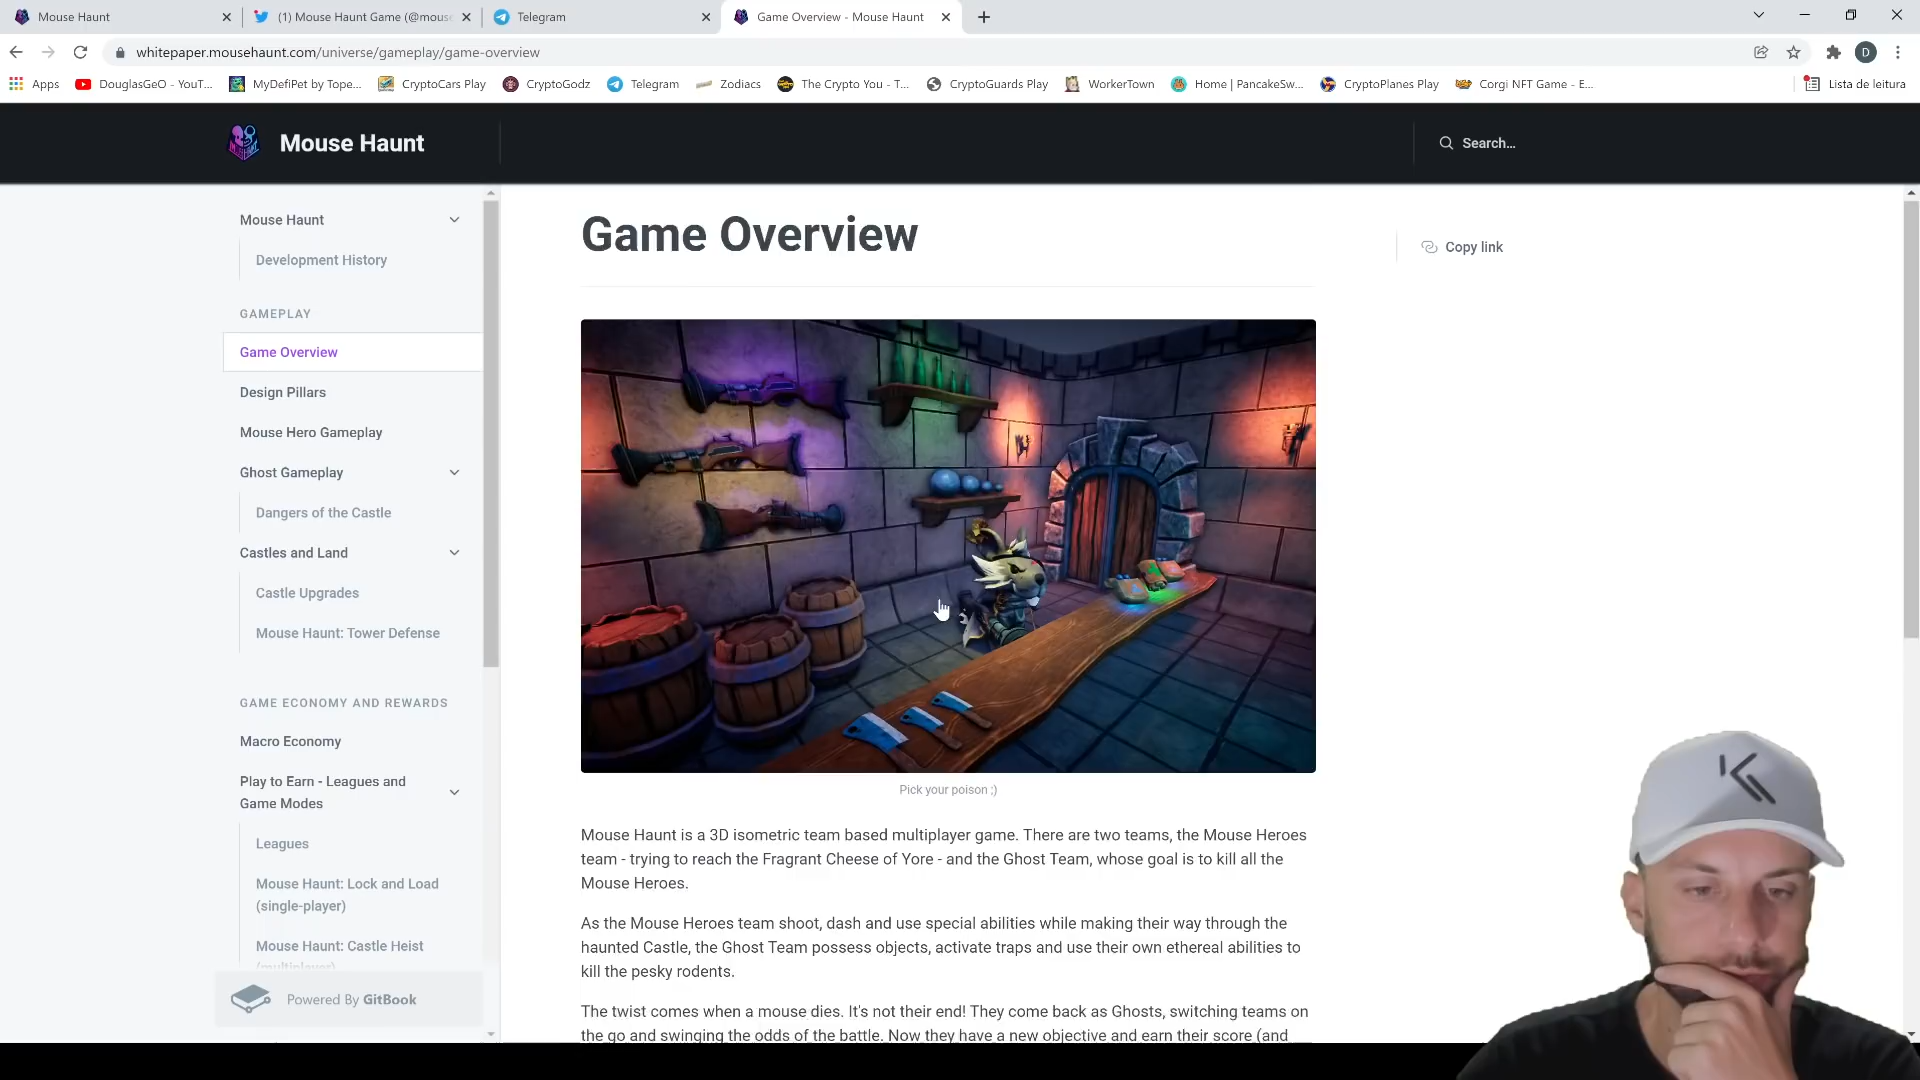 Mouse Haunt
(1) Mouse Haunt Game (@mous
Telegram
Game Overview - Mouse Haunt
whitepaper.mousehaunt.com/universe/gameplay/game-overview
D
Apps
DouglasGeO - YouT...
MyDefiPet by Tope...
CryptoCars Play
CryptoGodz
Telegram
Zodiacs
The Crypto You - T...
CryptoGuards Play
WorkerTown
Home | PancakeSw...
CryptoPlanes Play
Corgi NFT Game - E...
Lista de leitura
Mouse Haunt
Search...
Mouse Haunt
Development History
GAMEPLAY
Game Overview
Design Pillars
Mouse Hero Gameplay
Ghost Gameplay
Dangers of the Castle
Castles and Land
Castle Upgrades
Mouse Haunt: Tower Defense
GAME ECONOMY AND REWARDS
Macro Economy
Play to Earn - Leagues and
Game Modes
Leagues
Mouse Haunt: Lock and Load
(single-player)
Mouse Haunt: Castle Heist
(multiplayer)
Powered By GitBook
Game Overview
Copy link
Pick your poison ;)
Mouse Haunt is a 3D isometric team based multiplayer game. There are two teams, the Mouse Heroes
team - trying to reach the Fragrant Cheese of Yore - and the Ghost Team, whose goal is to kill all the
Mouse Heroes.
As the Mouse Heroes team shoot, dash and use special abilities while making their way through the
haunted Castle, the Ghost Team possess objects, activate traps and use their own ethereal abilities to
kill the pesky rodents.
The twist comes when a mouse dies. It's not their end! They come back as Ghosts, switching teams on
the go and swinging the odds of the battle. Now they have a new objective and earn their score (and